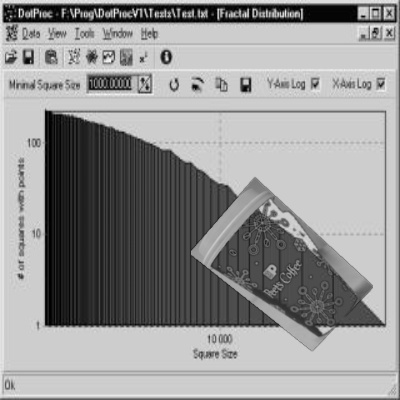 DotProc - F:\Prog\DotProcV1\Tests\Test.txt - [Fractal Distribution]
Data View Tools Window Help
Minimal Square Size 1000.00000 Y-Axis Log X-Axis Log
100
10
1
# of squares with points
10 000
Square Size
Peets Coffee
Ok